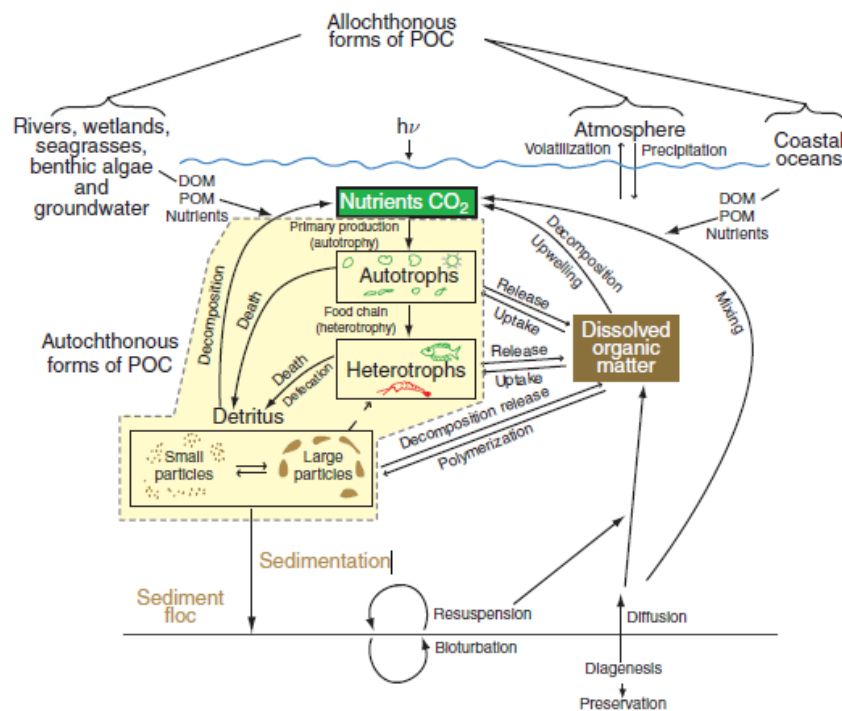 Allochthonous
forms of POC
Rivers, wetlands,
seagrasses,
benthic algae
and
groundwater
hν
Atmosphere
Volatilization
Precipitation
Coastal
oceans
DOM
POM
Nutrients
DOM
POM
Nutrients
Nutrients CO2
Primary production
(autotrophy)
Autotrophs
Decomposition
Upwelling
Mixing
Release
Uptake
Decomposition
Death
Food chain
(heterotrophy)
Autochthonous
forms of POC
Dissolved
organic
matter
Release
Uptake
Heterotrophs
Death
Defecation
Detritus
Decomposition release
Polymerization
Small
particles
Large
particles
Sedimentation
Sediment
floc
Resuspension
Bioturbation
Diffusion
Diagenesis
Preservation